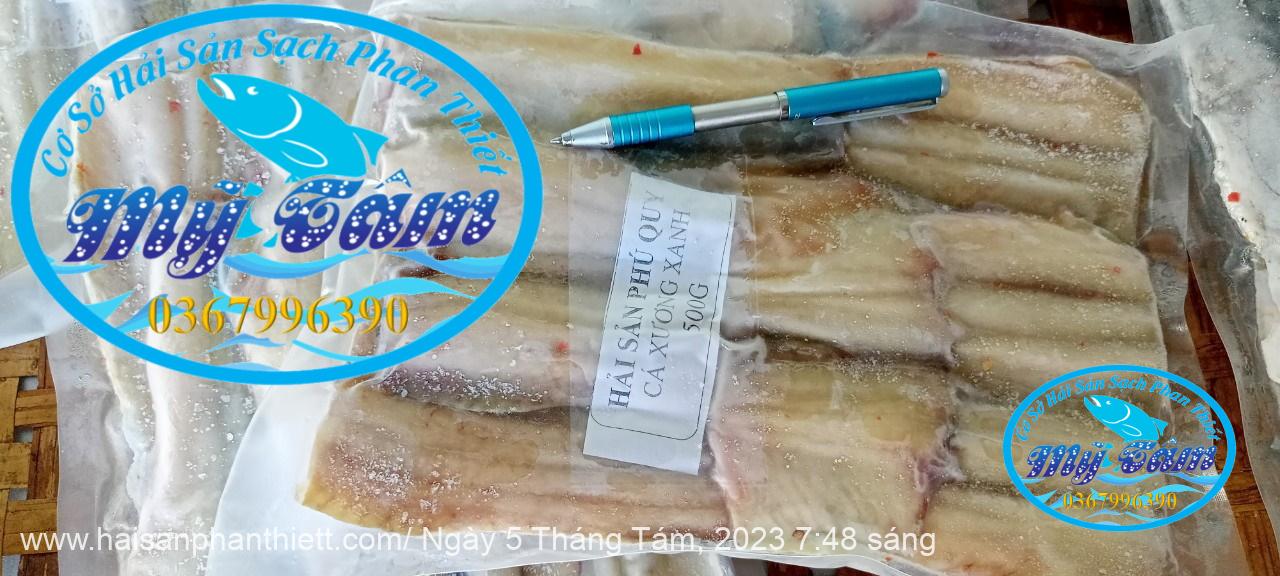 Cơ Sở Hải Sản Sạch Phan Thiết
Mỹ Tâm
0367996390
HẢI SẢN PHÚ QUY
CÁ XƯƠNG XANH
500G
Cơ Sở Hải Sản Sạch Phan Thiết
Mỹ Tâm
0367996390
www.haisanphanthiett.com/ Ngày 5 Tháng Tám, 2023 7:48 sáng